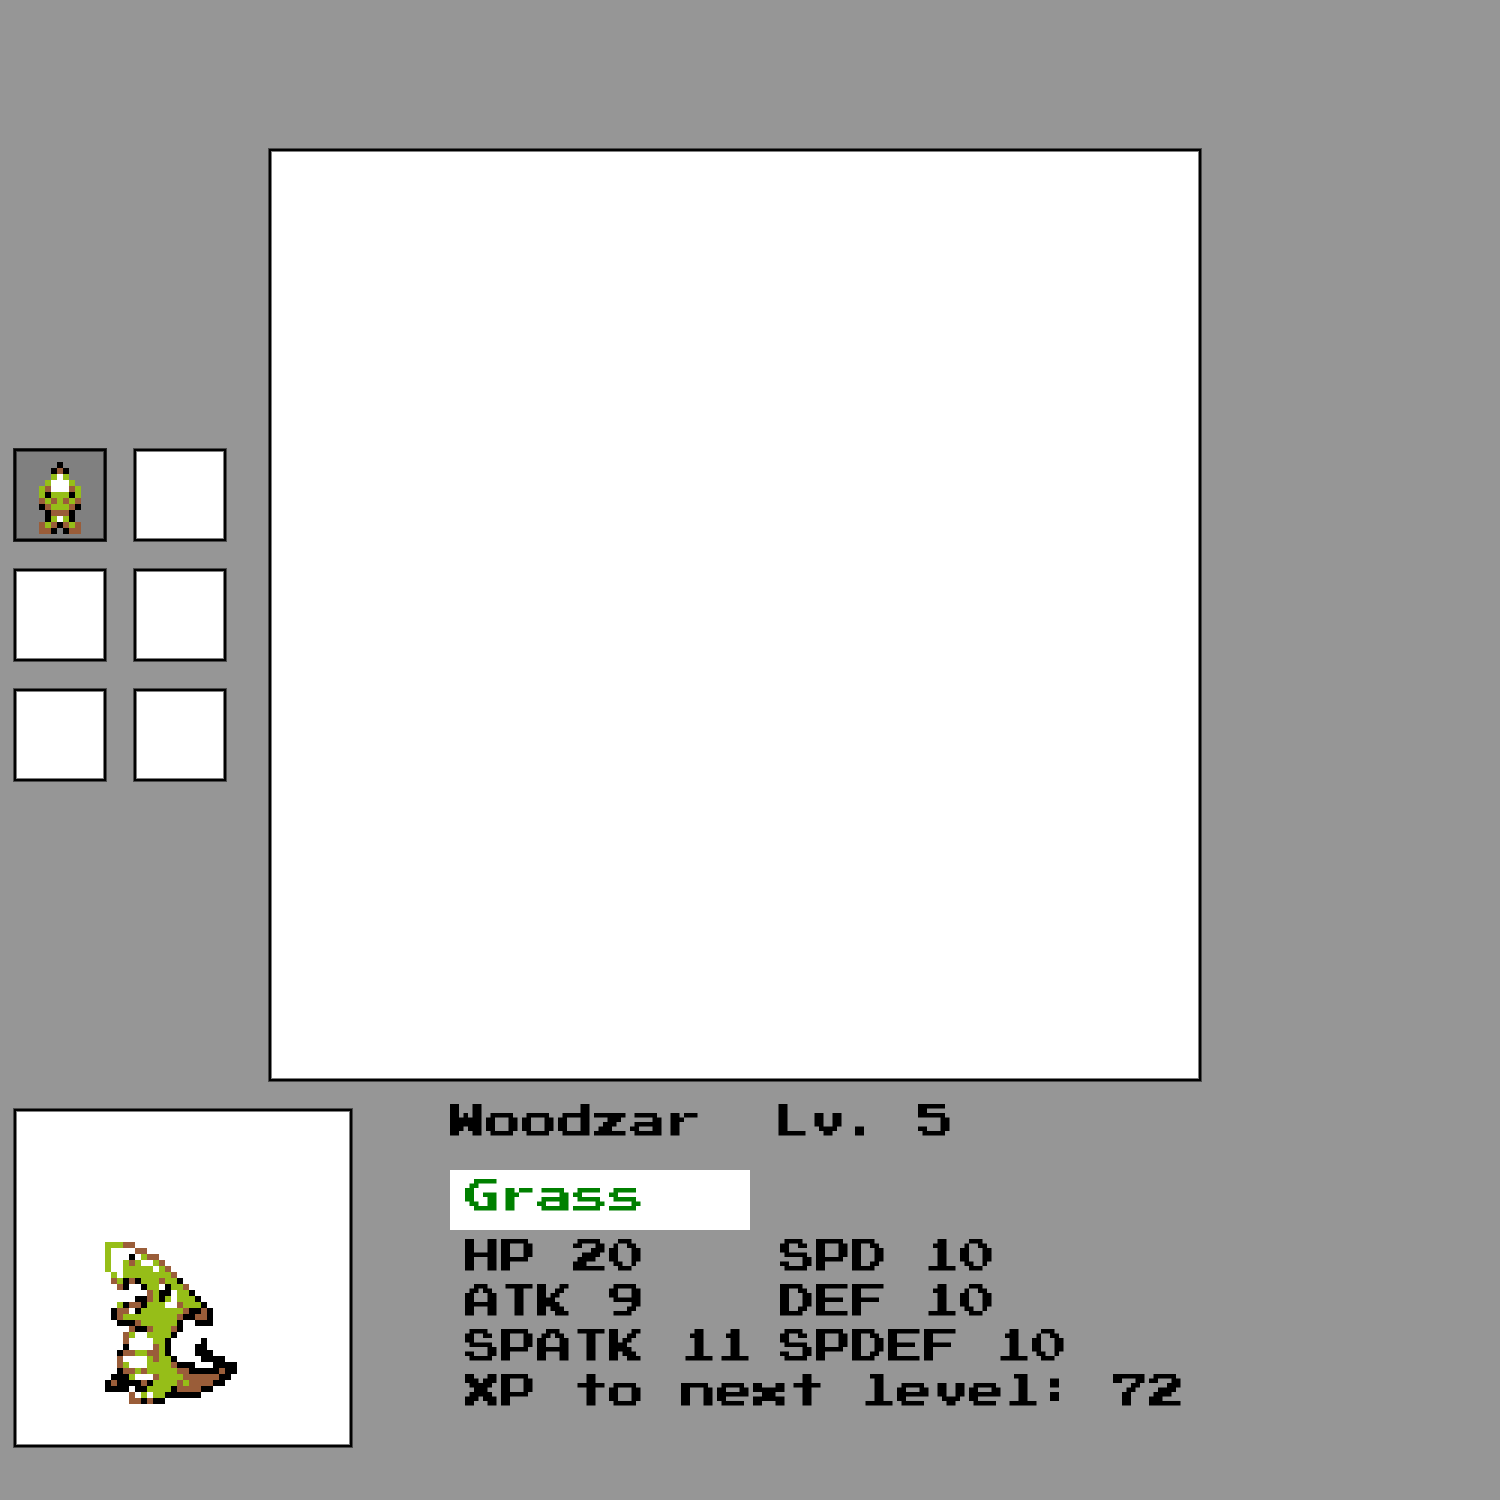 Woodzar Lv. 5
Grass
HP 20 SPD 10
ATK 9 DEF 10
SPATK 11 SPDEF 10
XP to next level: 72